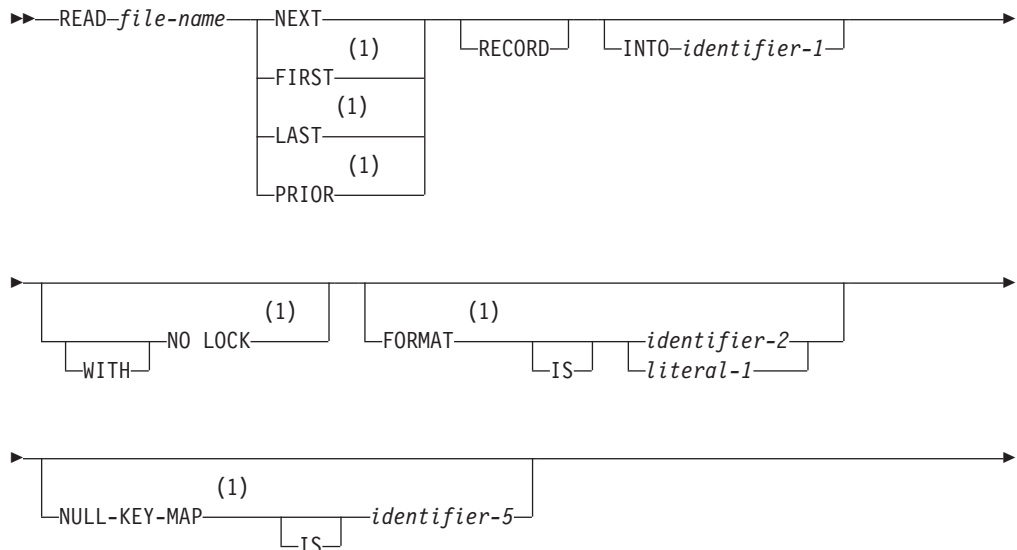 READ file-name NEXT
(1) RECORD INTO identifier-1
FIRST
(1)
LAST
(1)
PRIOR
(1) (1)
NO LOCK FORMAT identifier-2
WITH IS literal-1
(1)
NULL-KEY-MAP identifier-5
IS